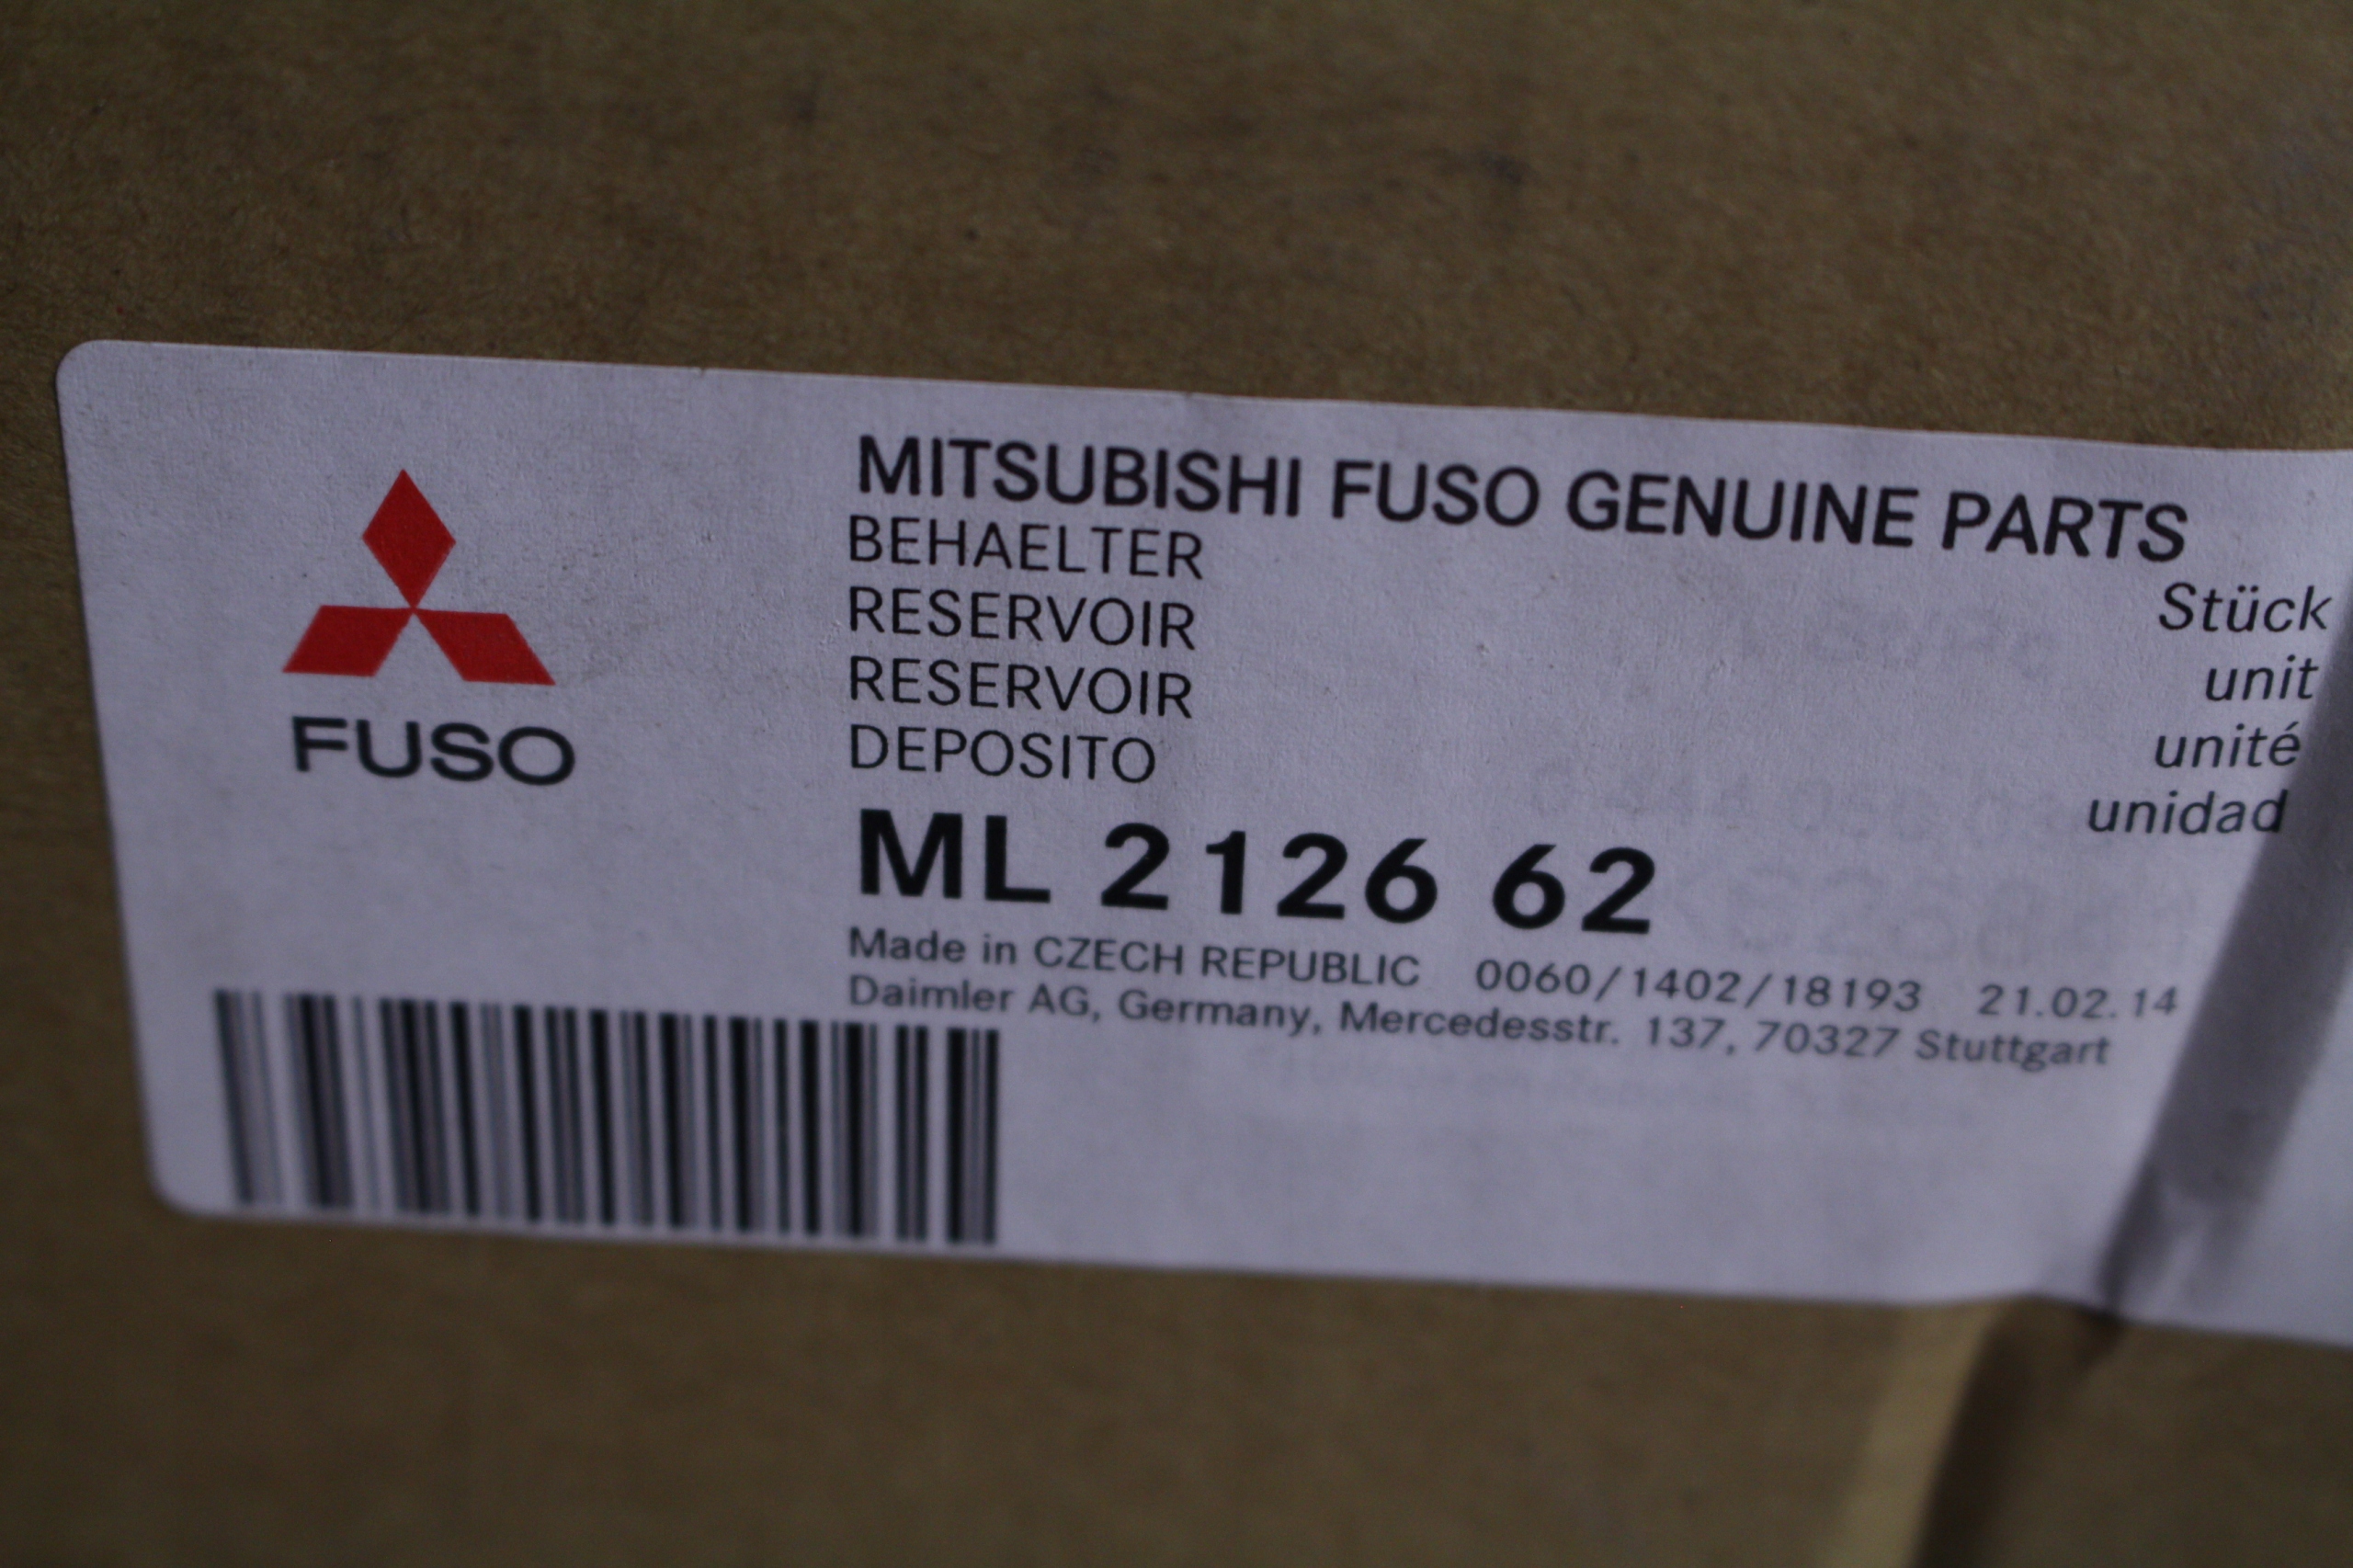 MITSUBISHI FUSO GENUINE PARTS
BEHAELTER Stück
RESERVOIR unit
RESERVOIR unité
DEPOSITO unidad
FUSO
ML 2126 62
Made in CZECH REPUBLIC 0060/1402/18193 21.02.14
Daimler AG, Germany, Mercedesstr. 137, 70327 Stuttgart